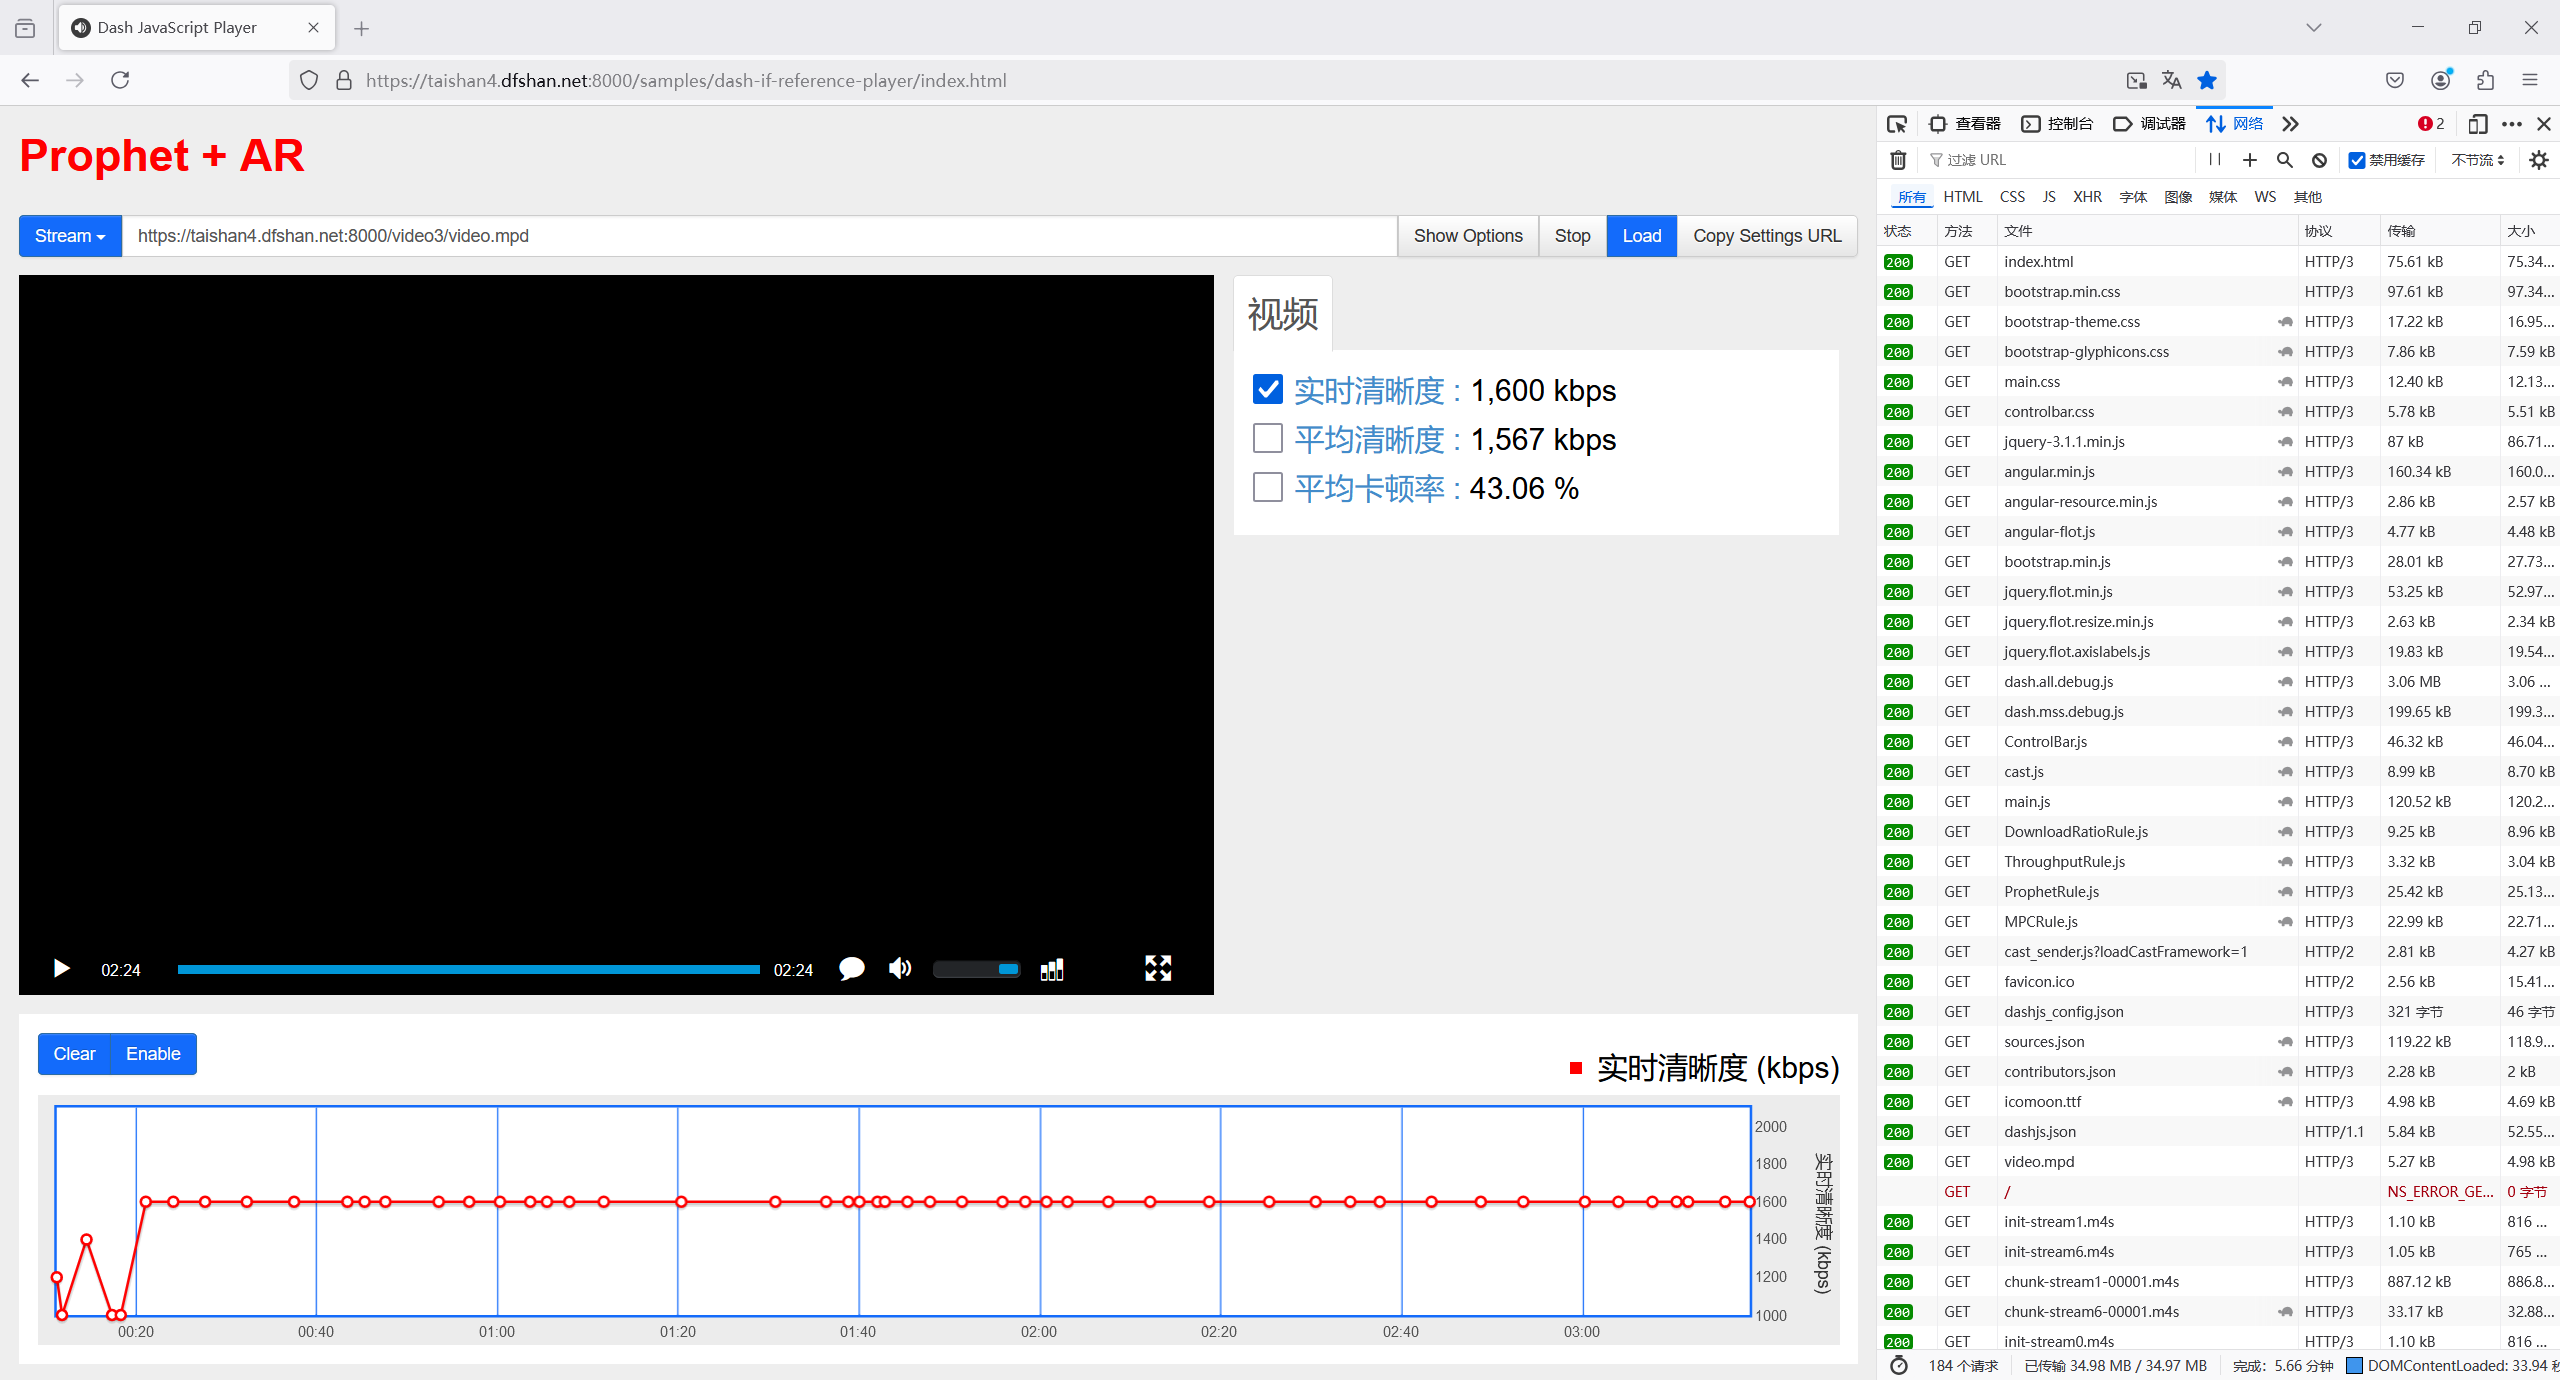 Dash JavaScript Player
https://taishan4.dfshan.net:8000/samples/dash-if-reference-player/index.html
Prophet + AR
Stream
https://taishan4.dfshan.net:8000/video3/video.mpd
Show Options
Stop
Load
Copy Settings URL
视频
实时清晰度 : 1,600 kbps
平均清晰度 : 1,567 kbps
平均卡顿率 : 43.06 %
02:24
02:24
Clear
Enable
实时清晰度 (kbps)
2000
1800
1600
1400
1200
1000
实时清晰度 (kbps)
00:20 00:40 01:00 01:20 01:40 02:00 02:20 02:40 03:00
查看器 控制台 调试器 网络 2
过滤 URL 禁用缓存 不节流
所有 HTML CSS JS XHR 字体 图像 媒体 WS 其他
状态 方法 文件 协议 传输 大小
200 GET index.html HTTP/3 75.61 kB 75.34...
200 GET bootstrap.min.css HTTP/3 97.61 kB 97.34...
200 GET bootstrap-theme.css HTTP/3 17.22 kB 16.95...
200 GET bootstrap-glyphicons.css HTTP/3 7.86 kB 7.59 kB
200 GET main.css HTTP/3 12.40 kB 12.13...
200 GET controlbar.css HTTP/3 5.78 kB 5.51 kB
200 GET jquery-3.1.1.min.js HTTP/3 87 kB 86.71...
200 GET angular.min.js HTTP/3 160.34 kB 160.0...
200 GET angular-resource.min.js HTTP/3 2.86 kB 2.57 kB
200 GET angular-flot.js HTTP/3 4.77 kB 4.48 kB
200 GET bootstrap.min.js HTTP/3 28.01 kB 27.73...
200 GET jquery.flot.min.js HTTP/3 53.25 kB 52.97...
200 GET jquery.flot.resize.min.js HTTP/3 2.63 kB 2.34 kB
200 GET jquery.flot.axislabels.js HTTP/3 19.83 kB 19.54...
200 GET dash.all.debug.js HTTP/3 3.06 MB 3.06 ...
200 GET dash.mss.debug.js HTTP/3 199.65 kB 199.3...
200 GET ControlBar.js HTTP/3 46.32 kB 46.04...
200 GET cast.js HTTP/3 8.99 kB 8.70 kB
200 GET main.js HTTP/3 120.52 kB 120.2...
200 GET DownloadRatioRule.js HTTP/3 9.25 kB 8.96 kB
200 GET ThroughputRule.js HTTP/3 3.32 kB 3.04 kB
200 GET ProphetRule.js HTTP/3 25.42 kB 25.13...
200 GET MPCRule.js HTTP/3 22.99 kB 22.71...
200 GET cast_sender.js?loadCastFramework=1 HTTP/2 2.81 kB 4.27 kB
200 GET favicon.ico HTTP/2 2.56 kB 15.41...
200 GET dashjs_config.json HTTP/3 321 字节 46 字节
200 GET sources.json HTTP/3 119.22 kB 118.9...
200 GET contributors.json HTTP/3 2.28 kB 2 kB
200 GET icomoon.ttf HTTP/3 4.98 kB 4.69 kB
200 GET dashjs.json HTTP/1.1 5.84 kB 52.55...
200 GET video.mpd HTTP/3 5.27 kB 4.98 kB
GET / NS_ERROR_GE... 0 字节
200 GET init-stream1.m4s HTTP/3 1.10 kB 816 ...
200 GET init-stream6.m4s HTTP/3 1.05 kB 765 ...
200 GET chunk-stream1-00001.m4s HTTP/3 887.12 kB 886.8...
200 GET chunk-stream6-00001.m4s HTTP/3 33.17 kB 32.88...
200 GET init-stream0.m4s HTTP/3 1.10 kB 816 ...
184 个请求 已传输 34.98 MB / 34.97 MB 完成：5.66 分钟 DOMContentLoaded: 33.94